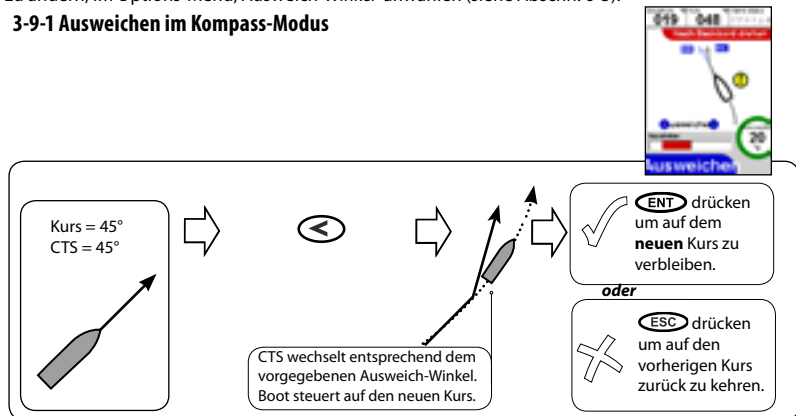 3-9-1 Ausweichen im Kompass-Modus
019 048
Ausweichen
20
Ausweichen
Kurs = 45°
CTS = 45°
<
CTS wechselt entsprechend dem
vorgegebenen Ausweich-Winkel.
Boot steuert auf den neuen Kurs.
ENT drücken
um auf dem
neuen Kurs zu
verbleiben.
oder
ESC drücken
um auf den
vorherigen Kurs
zurück zu kehren.